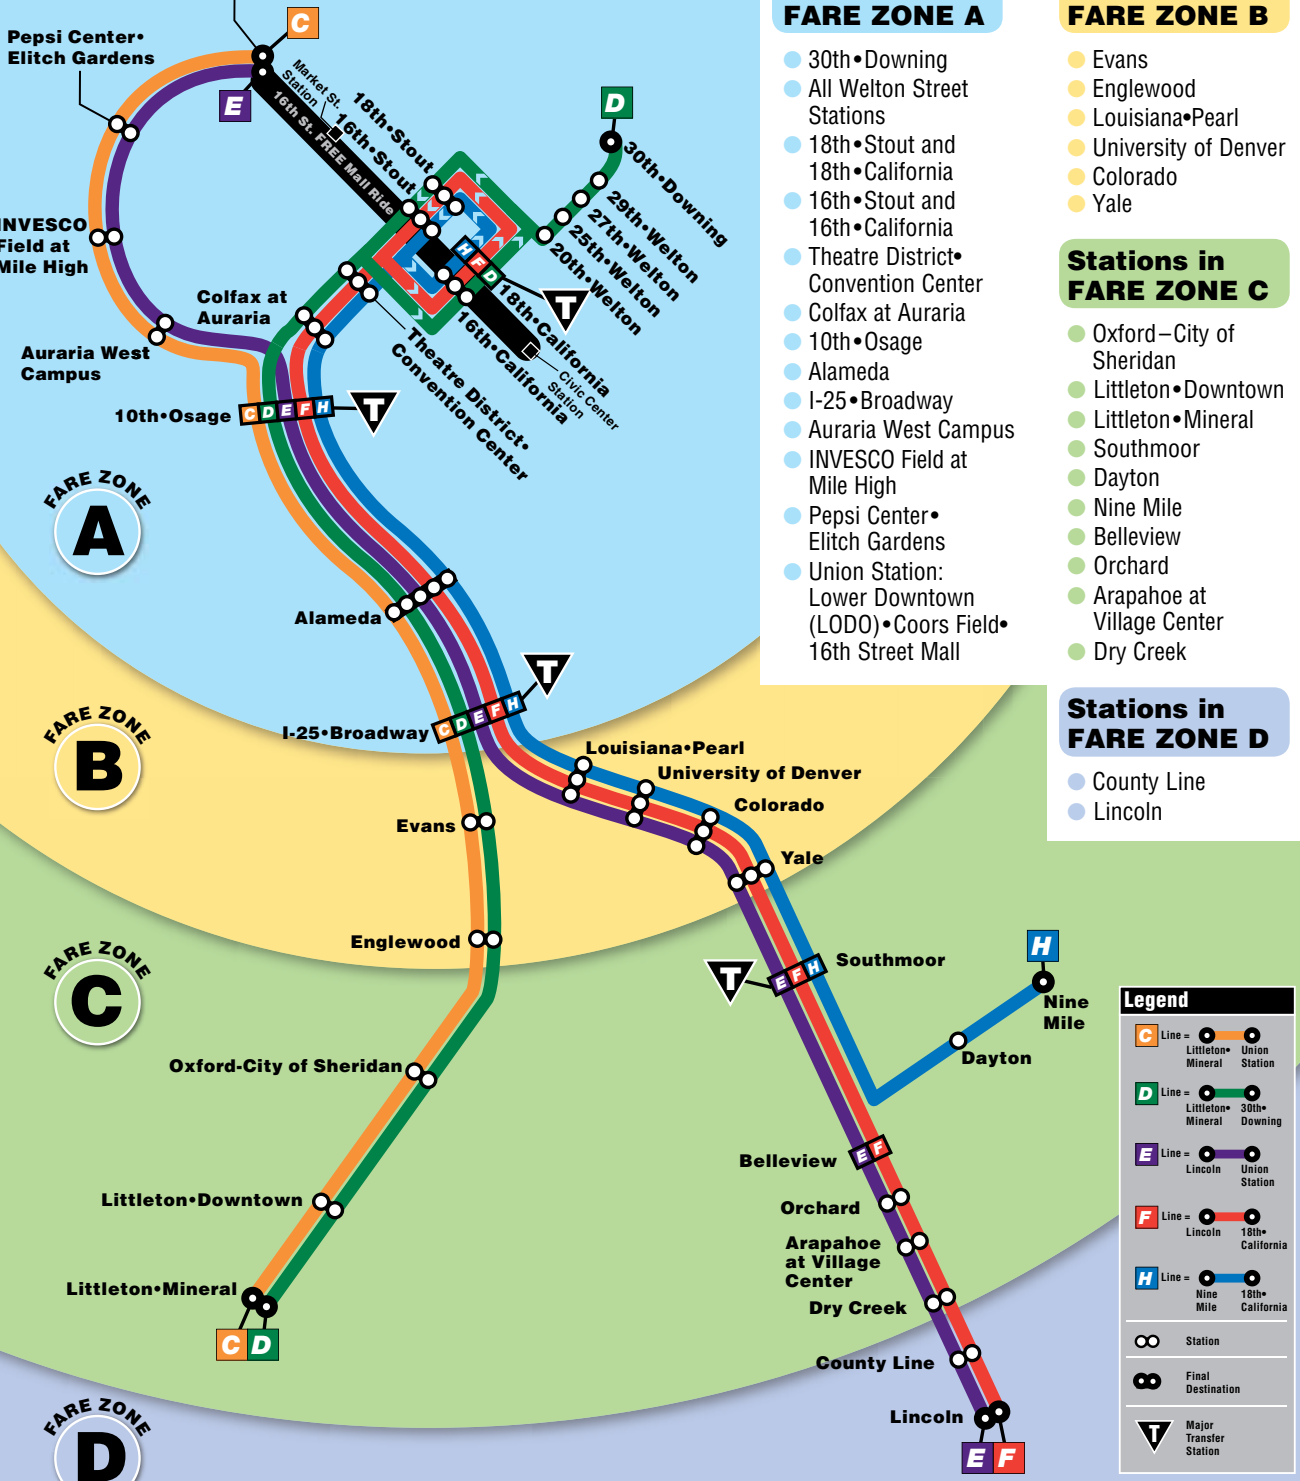 C
Pepsi Center•
Elitch Gardens
E
Market St.
Station
16th St. FREE Mall Ride
18th•Stout
16th•Stout
D
30th•Downing
29th•Welton
27th•Welton
25th•Welton
20th•Welton
H F D
T
18th•California
16th•California
Civic Center
Station
INVESCO
Field at
Mile High
Colfax at
Auraria
Theatre District•
Convention Center
Auraria West
Campus
10th•Osage
C D E F H
T
FARE ZONE
A
Alameda
T
I-25•Broadway
C D E F H
FARE ZONE
B
Louisiana•Pearl
University of Denver
Colorado
Evans
Yale
Englewood
FARE ZONE
C
T
E F H
Southmoor
H
Nine
Mile
Dayton
Oxford-City of Sheridan
Belleview
E F
Littleton•Downtown
Orchard
Arapahoe
at Village
Center
Littleton•Mineral
Dry Creek
C D
County Line
FARE ZONE
D
Lincoln
E F
FARE ZONE A
30th•Downing
All Welton Street
Stations
18th•Stout and
18th•California
16th•Stout and
16th•California
Theatre District•
Convention Center
Colfax at Auraria
10th•Osage
Alameda
I-25•Broadway
Auraria West Campus
INVESCO Field at
Mile High
Pepsi Center•
Elitch Gardens
Union Station:
Lower Downtown
(LODO)•Coors Field•
16th Street Mall
FARE ZONE B
Evans
Englewood
Louisiana•Pearl
University of Denver
Colorado
Yale
Stations in
FARE ZONE C
Oxford–City of
Sheridan
Littleton•Downtown
Littleton•Mineral
Southmoor
Dayton
Nine Mile
Belleview
Orchard
Arapahoe at
Village Center
Dry Creek
Stations in
FARE ZONE D
County Line
Lincoln
Legend
C Line =
Littleton•
Mineral
Union
Station
D Line =
Littleton•
Mineral
30th•
Downing
E Line =
Lincoln
Union
Station
F Line =
Lincoln
18th•
California
H Line =
Nine
Mile
18th•
California
Station
Final
Destination
T
Major
Transfer
Station